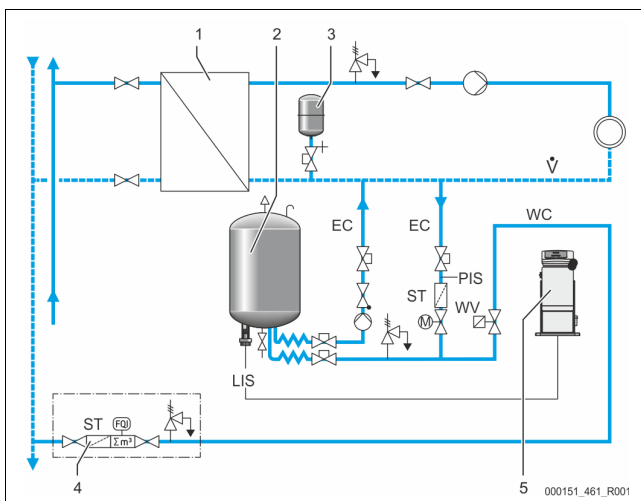 1
2
3
V̇
EC
EC
WC
PIS
ST
WV
M
5
LIS
ST
FQI
Σm³
4
000151_461_R001